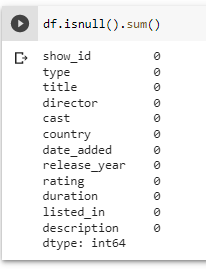 df.isnull().sum()
show_id 0
type 0
title 0
director 0
cast 0
country 0
date_added 0
release_year 0
rating 0
duration 0
listed_in 0
description 0
dtype: int64